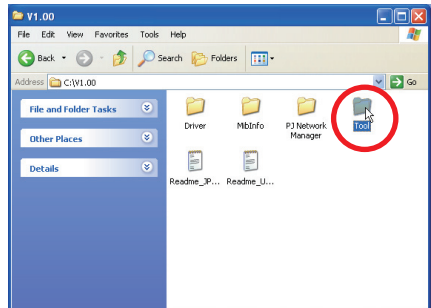 V1.00
File Edit View Favorites Tools Help
Back Search Folders
Address C:\V1.00 Go
File and Folder Tasks
Other Places
Details
Driver MibInfo PJ Network Manager Tool
Readme_JP... Readme_U...